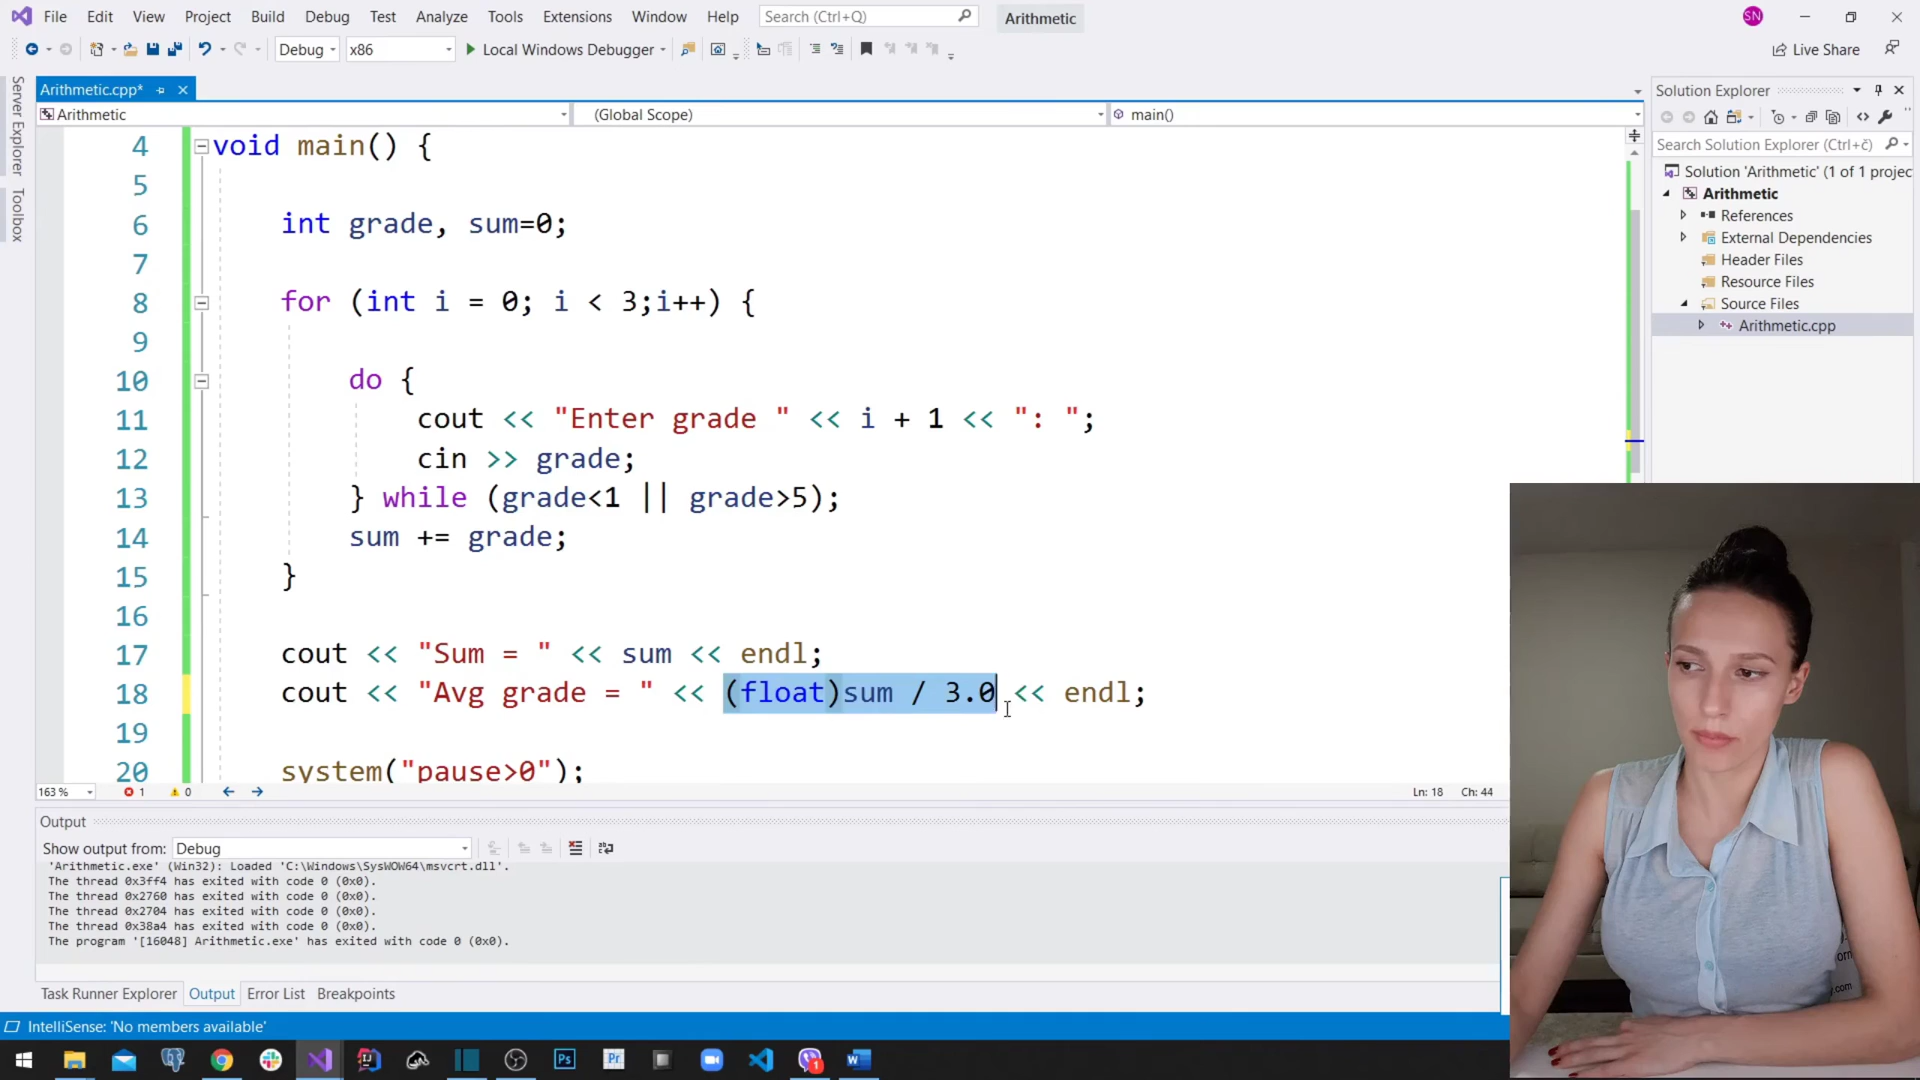 File Edit View Project Build Debug Test Analyze Tools Extensions Window Help Search (Ctrl+Q) Arithmetic SN
Debug x86 Local Windows Debugger Live Share
Server Explorer
Toolbox
Arithmetic.cpp*
Arithmetic (Global Scope) main()
4 void main() {
5
6 int grade, sum=0;
7
8 for (int i = 0; i < 3;i++) {
9
10 do {
11 cout << "Enter grade " << i + 1 << ": ";
12 cin >> grade;
13 } while (grade<1 || grade>5);
14 sum += grade;
15 }
16
17 cout << "Sum = " << sum << endl;
18 cout << "Avg grade = " << (float)sum / 3.0 << endl;
19
20 system("pause>0");
163 % 1 0 Ln: 18 Ch: 44
Output
Show output from: Debug
'Arithmetic.exe' (Win32): Loaded 'C:\Windows\SysWOW64\msvcrt.dll'.
The thread 0x3ff4 has exited with code 0 (0x0).
The thread 0x2760 has exited with code 0 (0x0).
The thread 0x2704 has exited with code 0 (0x0).
The thread 0x38a4 has exited with code 0 (0x0).
The program '[16048] Arithmetic.exe' has exited with code 0 (0x0).
Task Runner Explorer Output Error List Breakpoints
IntelliSense: 'No members available'
Solution Explorer
Search Solution Explorer (Ctrl+č)
Solution 'Arithmetic' (1 of 1 projec
Arithmetic
References
External Dependencies
Header Files
Resource Files
Source Files
Arithmetic.cpp
Ps Pr 1